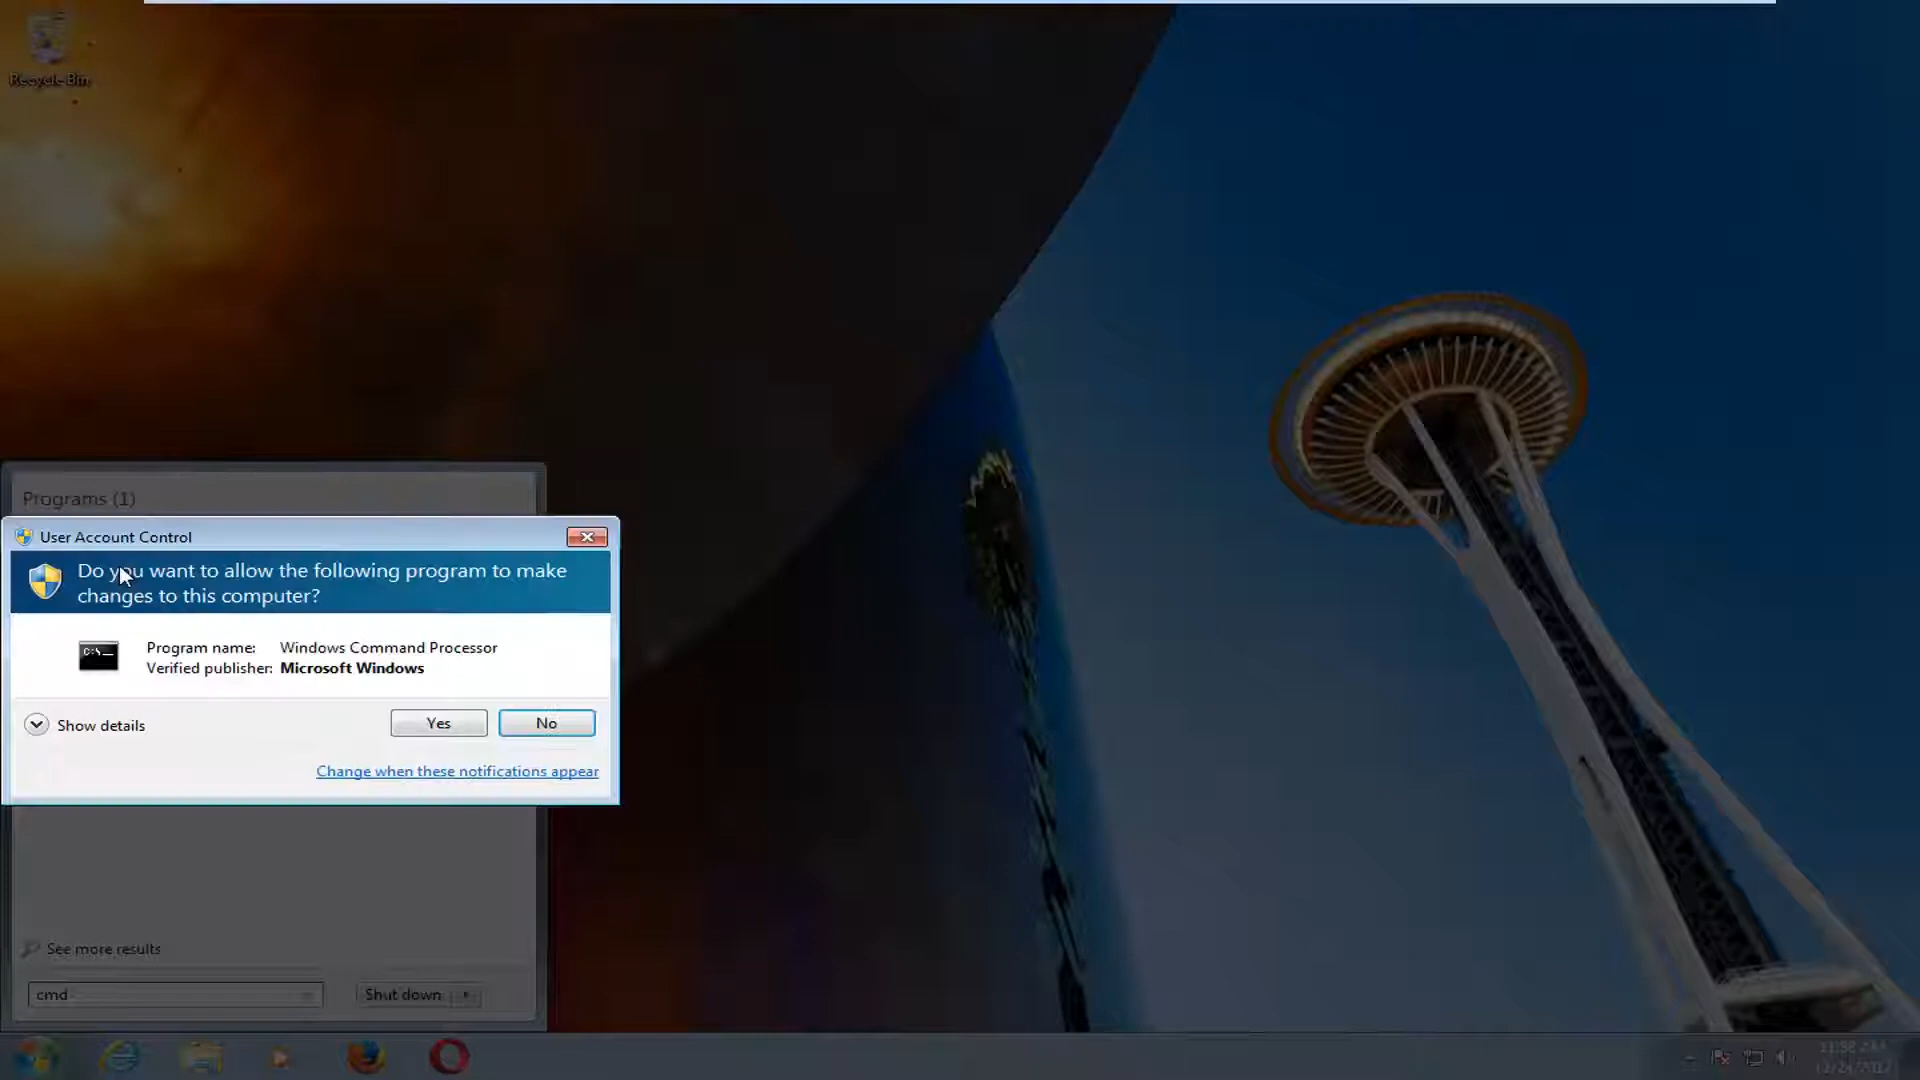 Recycle Bin
Programs (1)
User Account Control
Do you want to allow the following program to make
changes to this computer?
C:\_
Program name: Windows Command Processor
Verified publisher: Microsoft Windows
Show details
Yes
No
Change when these notifications appear
See more results
cmd
Shut down